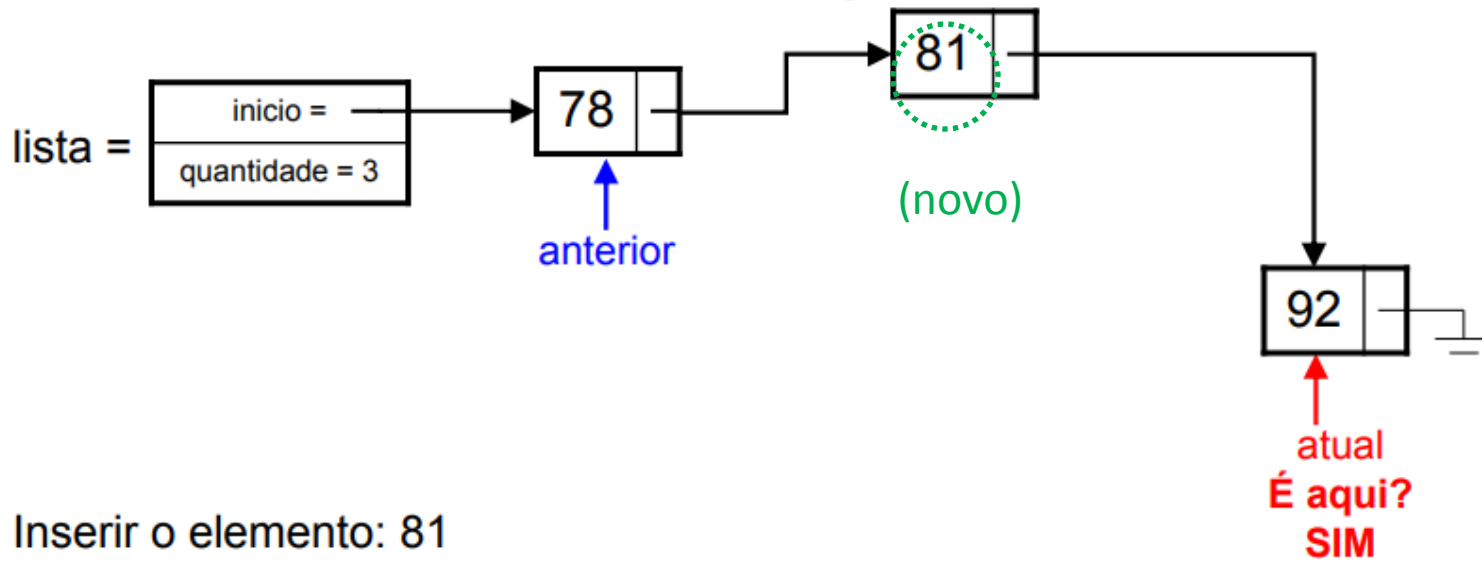 81
inicio =
78
lista =
quantidade = 3
(novo)
anterior
92
atual
É aqui?
SIM
Inserir o elemento: 81